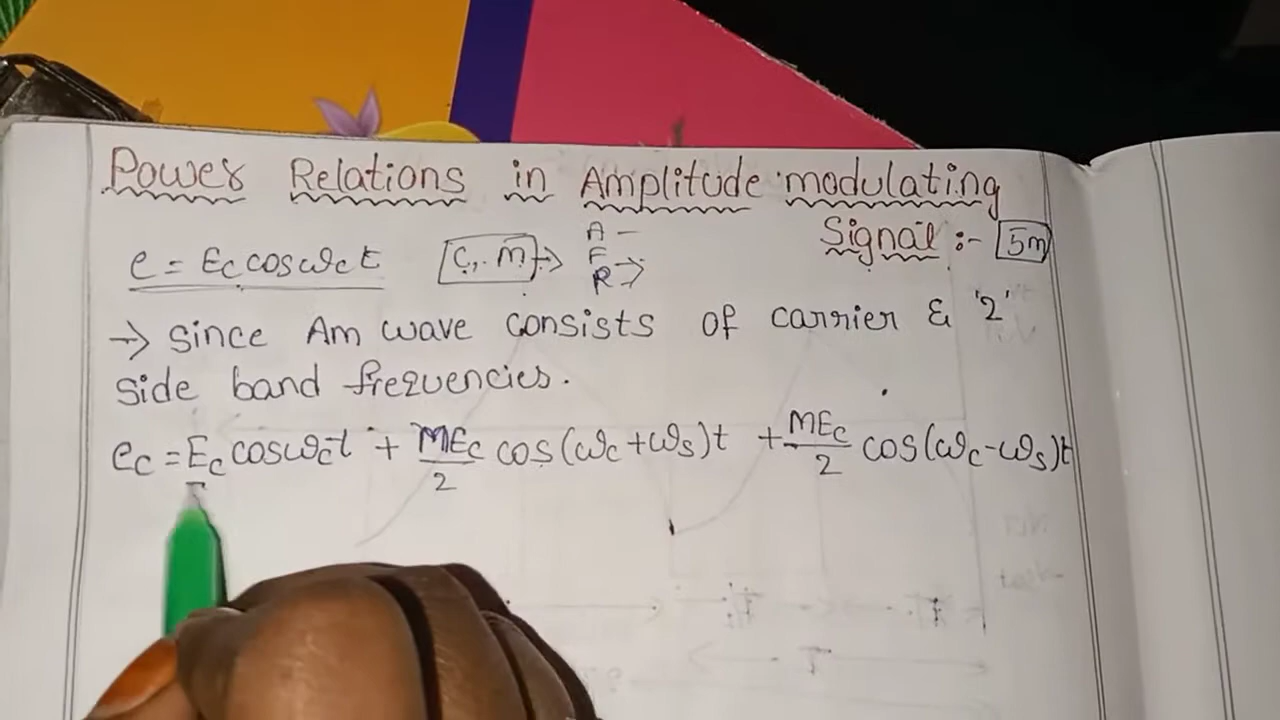 Power Relations in Amplitude modulating
Signal :- 5m
e = Ec cosωct [C, m] → A —
F →
R →
→ since Am wave consists of carrier & '2'
side band frequencies.
ec = Ec cosωct + MEc/2 cos(ωc+ωs)t + MEc/2 cos(ωc-ωs)t
T